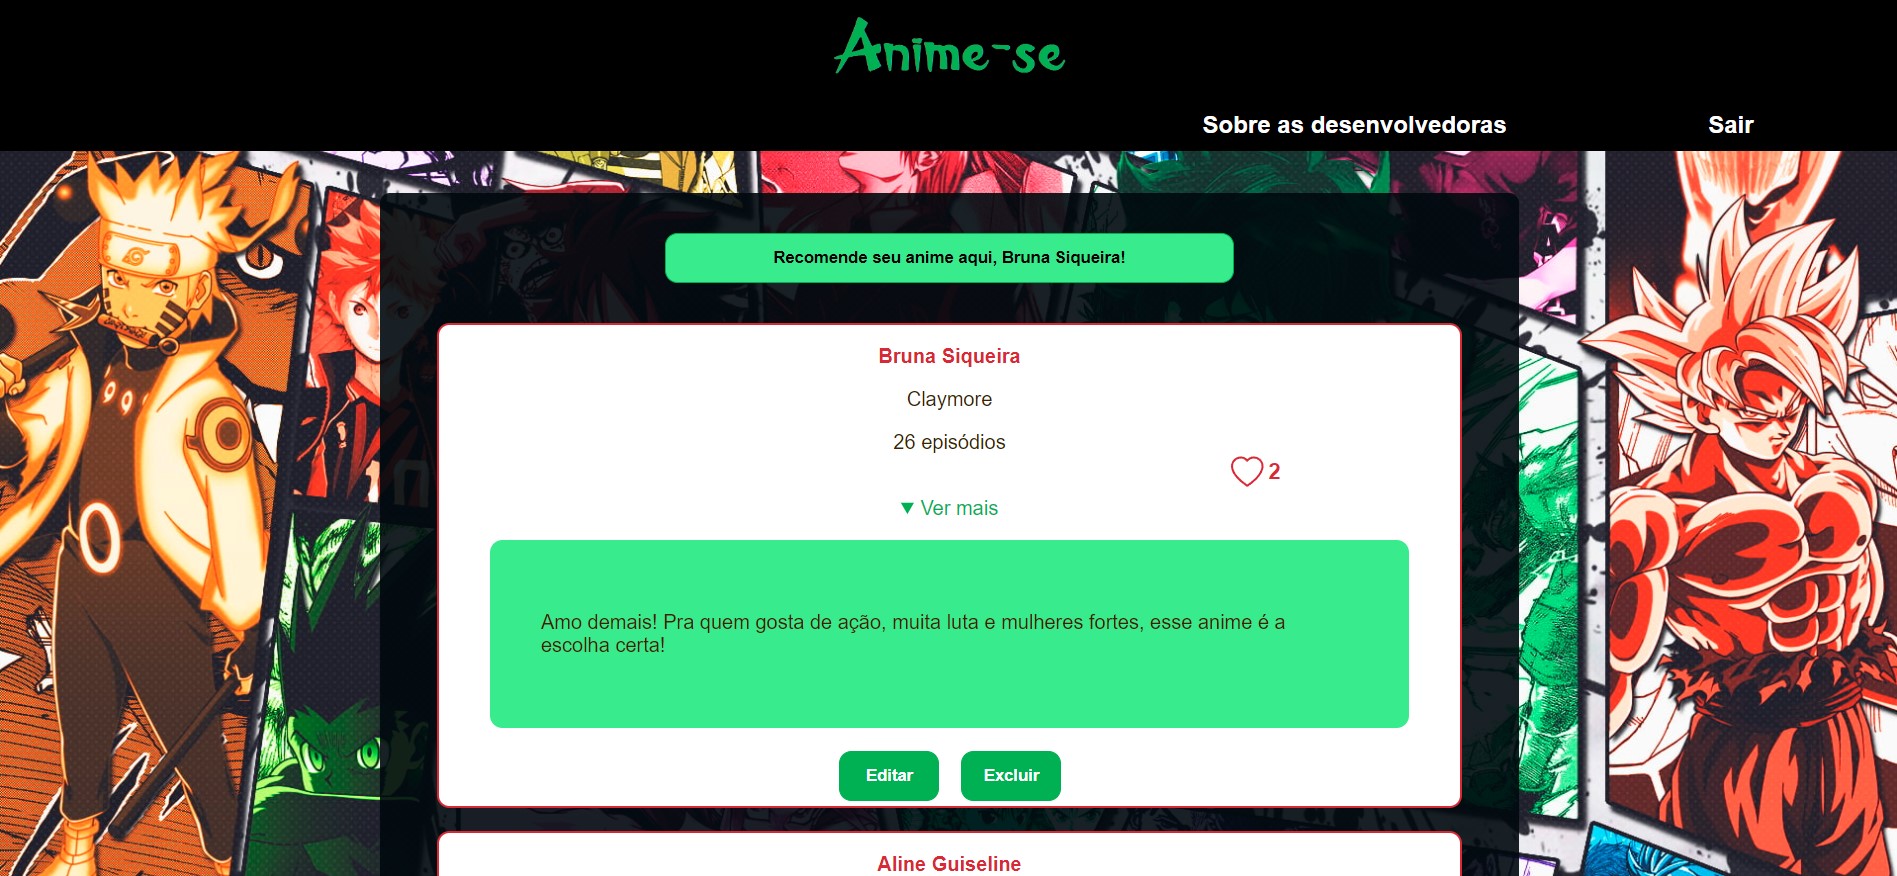 Anime-se
Sobre as desenvolvedoras
Sair
Recomende seu anime aqui, Bruna Siqueira!
Bruna Siqueira
Claymore
26 episódios
2
▼ Ver mais
Amo demais! Pra quem gosta de ação, muita luta e mulheres fortes, esse anime é a
escolha certa!
Editar
Excluir
Aline Guiseline